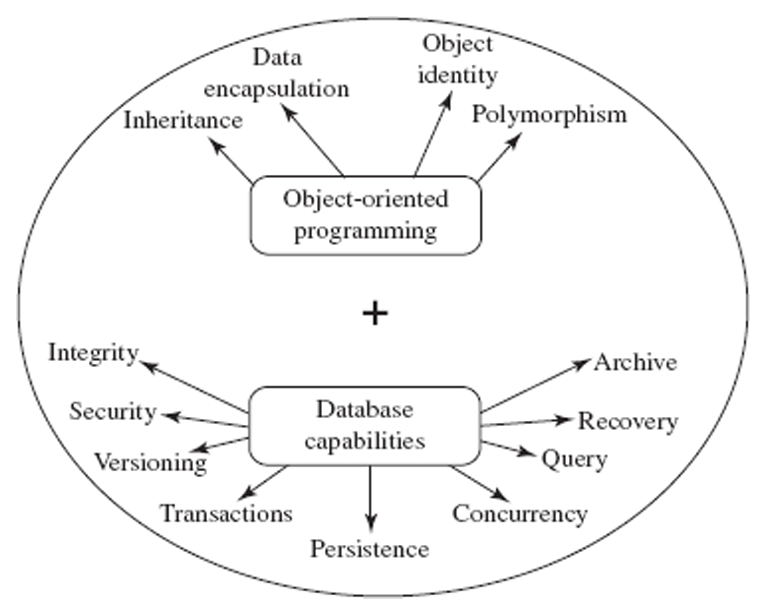 Data
encapsulation
Object
identity
Inheritance
Polymorphism
Object-oriented
programming
+
Integrity
Archive
Security
Database
capabilities
Recovery
Versioning
Query
Transactions
Concurrency
Persistence